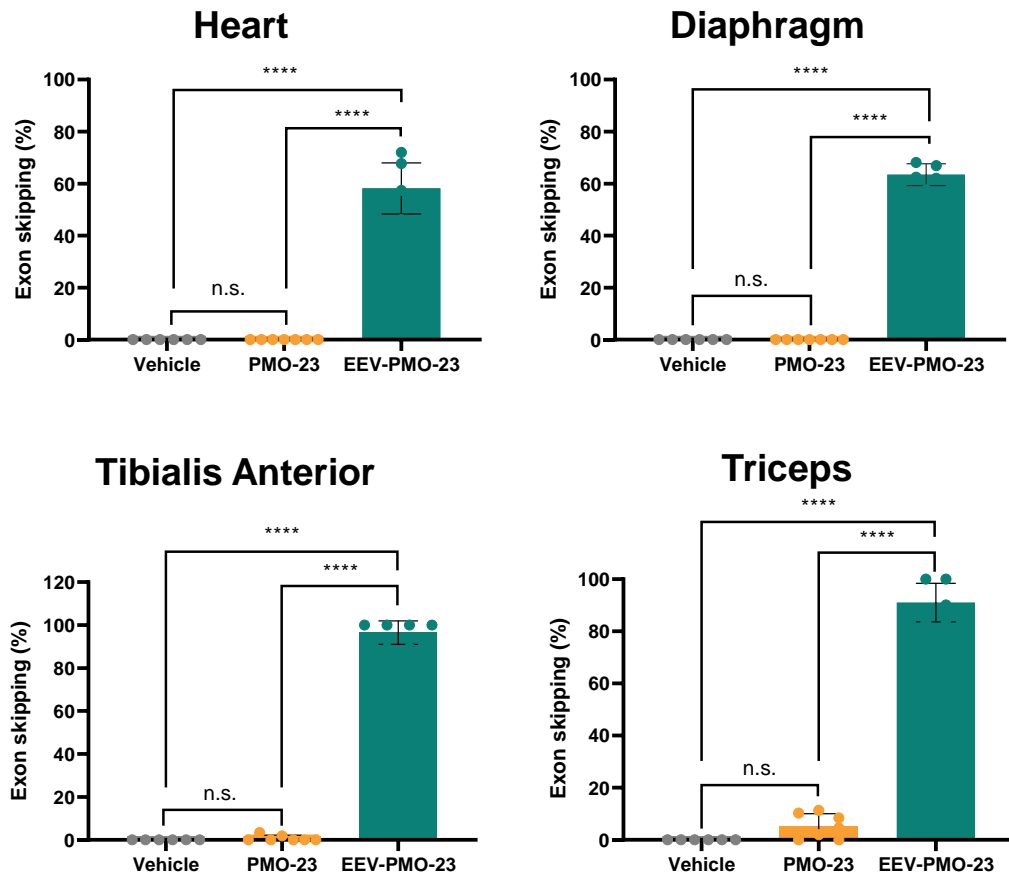 Heart
Exon skipping (%)
100
80
60
40
20
0
****
****
n.s.
Vehicle PMO-23 EEV-PMO-23
Diaphragm
Exon skipping (%)
100
80
60
40
20
0
****
****
n.s.
Vehicle PMO-23 EEV-PMO-23
Tibialis Anterior
Exon skipping (%)
120
100
80
60
40
20
0
****
****
n.s.
Vehicle PMO-23 EEV-PMO-23
Triceps
Exon skipping (%)
100
80
60
40
20
0
****
****
n.s.
Vehicle PMO-23 EEV-PMO-23